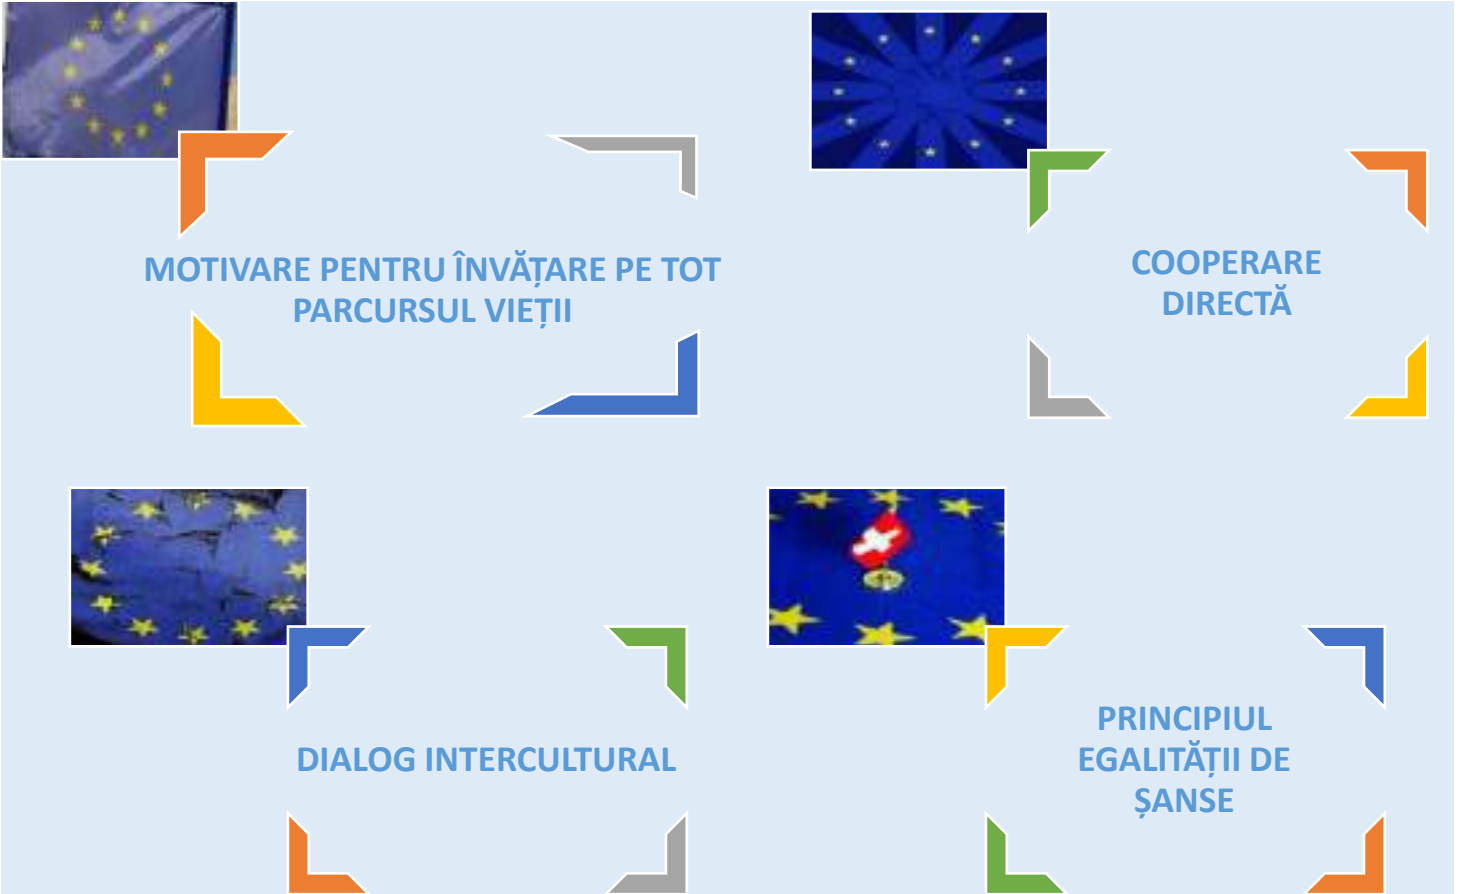 MOTIVARE PENTRU ÎNVĂȚARE PE TOT
PARCURSUL VIEȚII
COOPERARE
DIRECTĂ
DIALOG INTERCULTURAL
PRINCIPIUL
EGALITĂȚII DE
ȘANSE